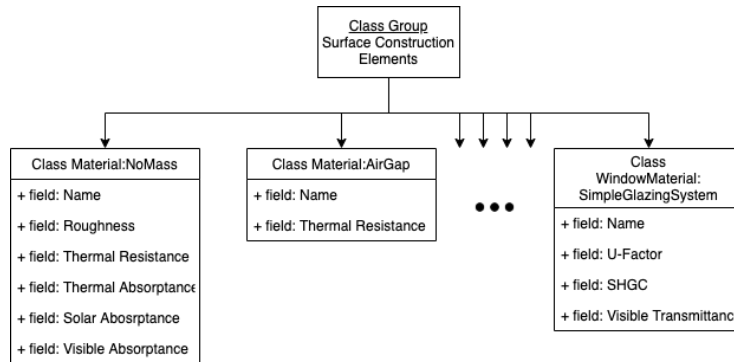 Class Group
Surface Construction
Elements
Class Material:NoMass
+ field: Name
+ field: Roughness
+ field: Thermal Resistance
+ field: Thermal Absorptance
+ field: Solar Abosrptance
+ field: Visible Absorptance
Class Material:AirGap
+ field: Name
+ field: Thermal Resistance
Class
WindowMaterial:
SimpleGlazingSystem
+ field: Name
+ field: U-Factor
+ field: SHGC
+ field: Visible Transmittance